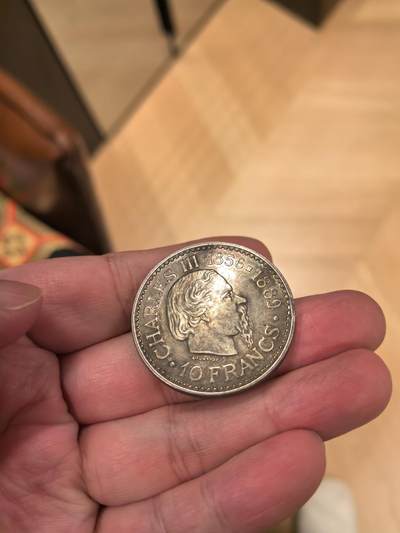 CHARLES III 1856-1889
· 10 FRANCS ·